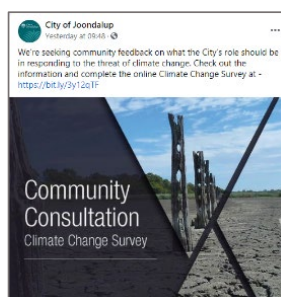 City of Joondalup
Yesterday at 09:46 ·
We're seeking community feedback on what the City's role should be
in responding to the threat of climate change. Check out the
information and complete the online Climate Change Survey at -
https://bit.ly/3y12qTF
Community
Consultation
Climate Change Survey